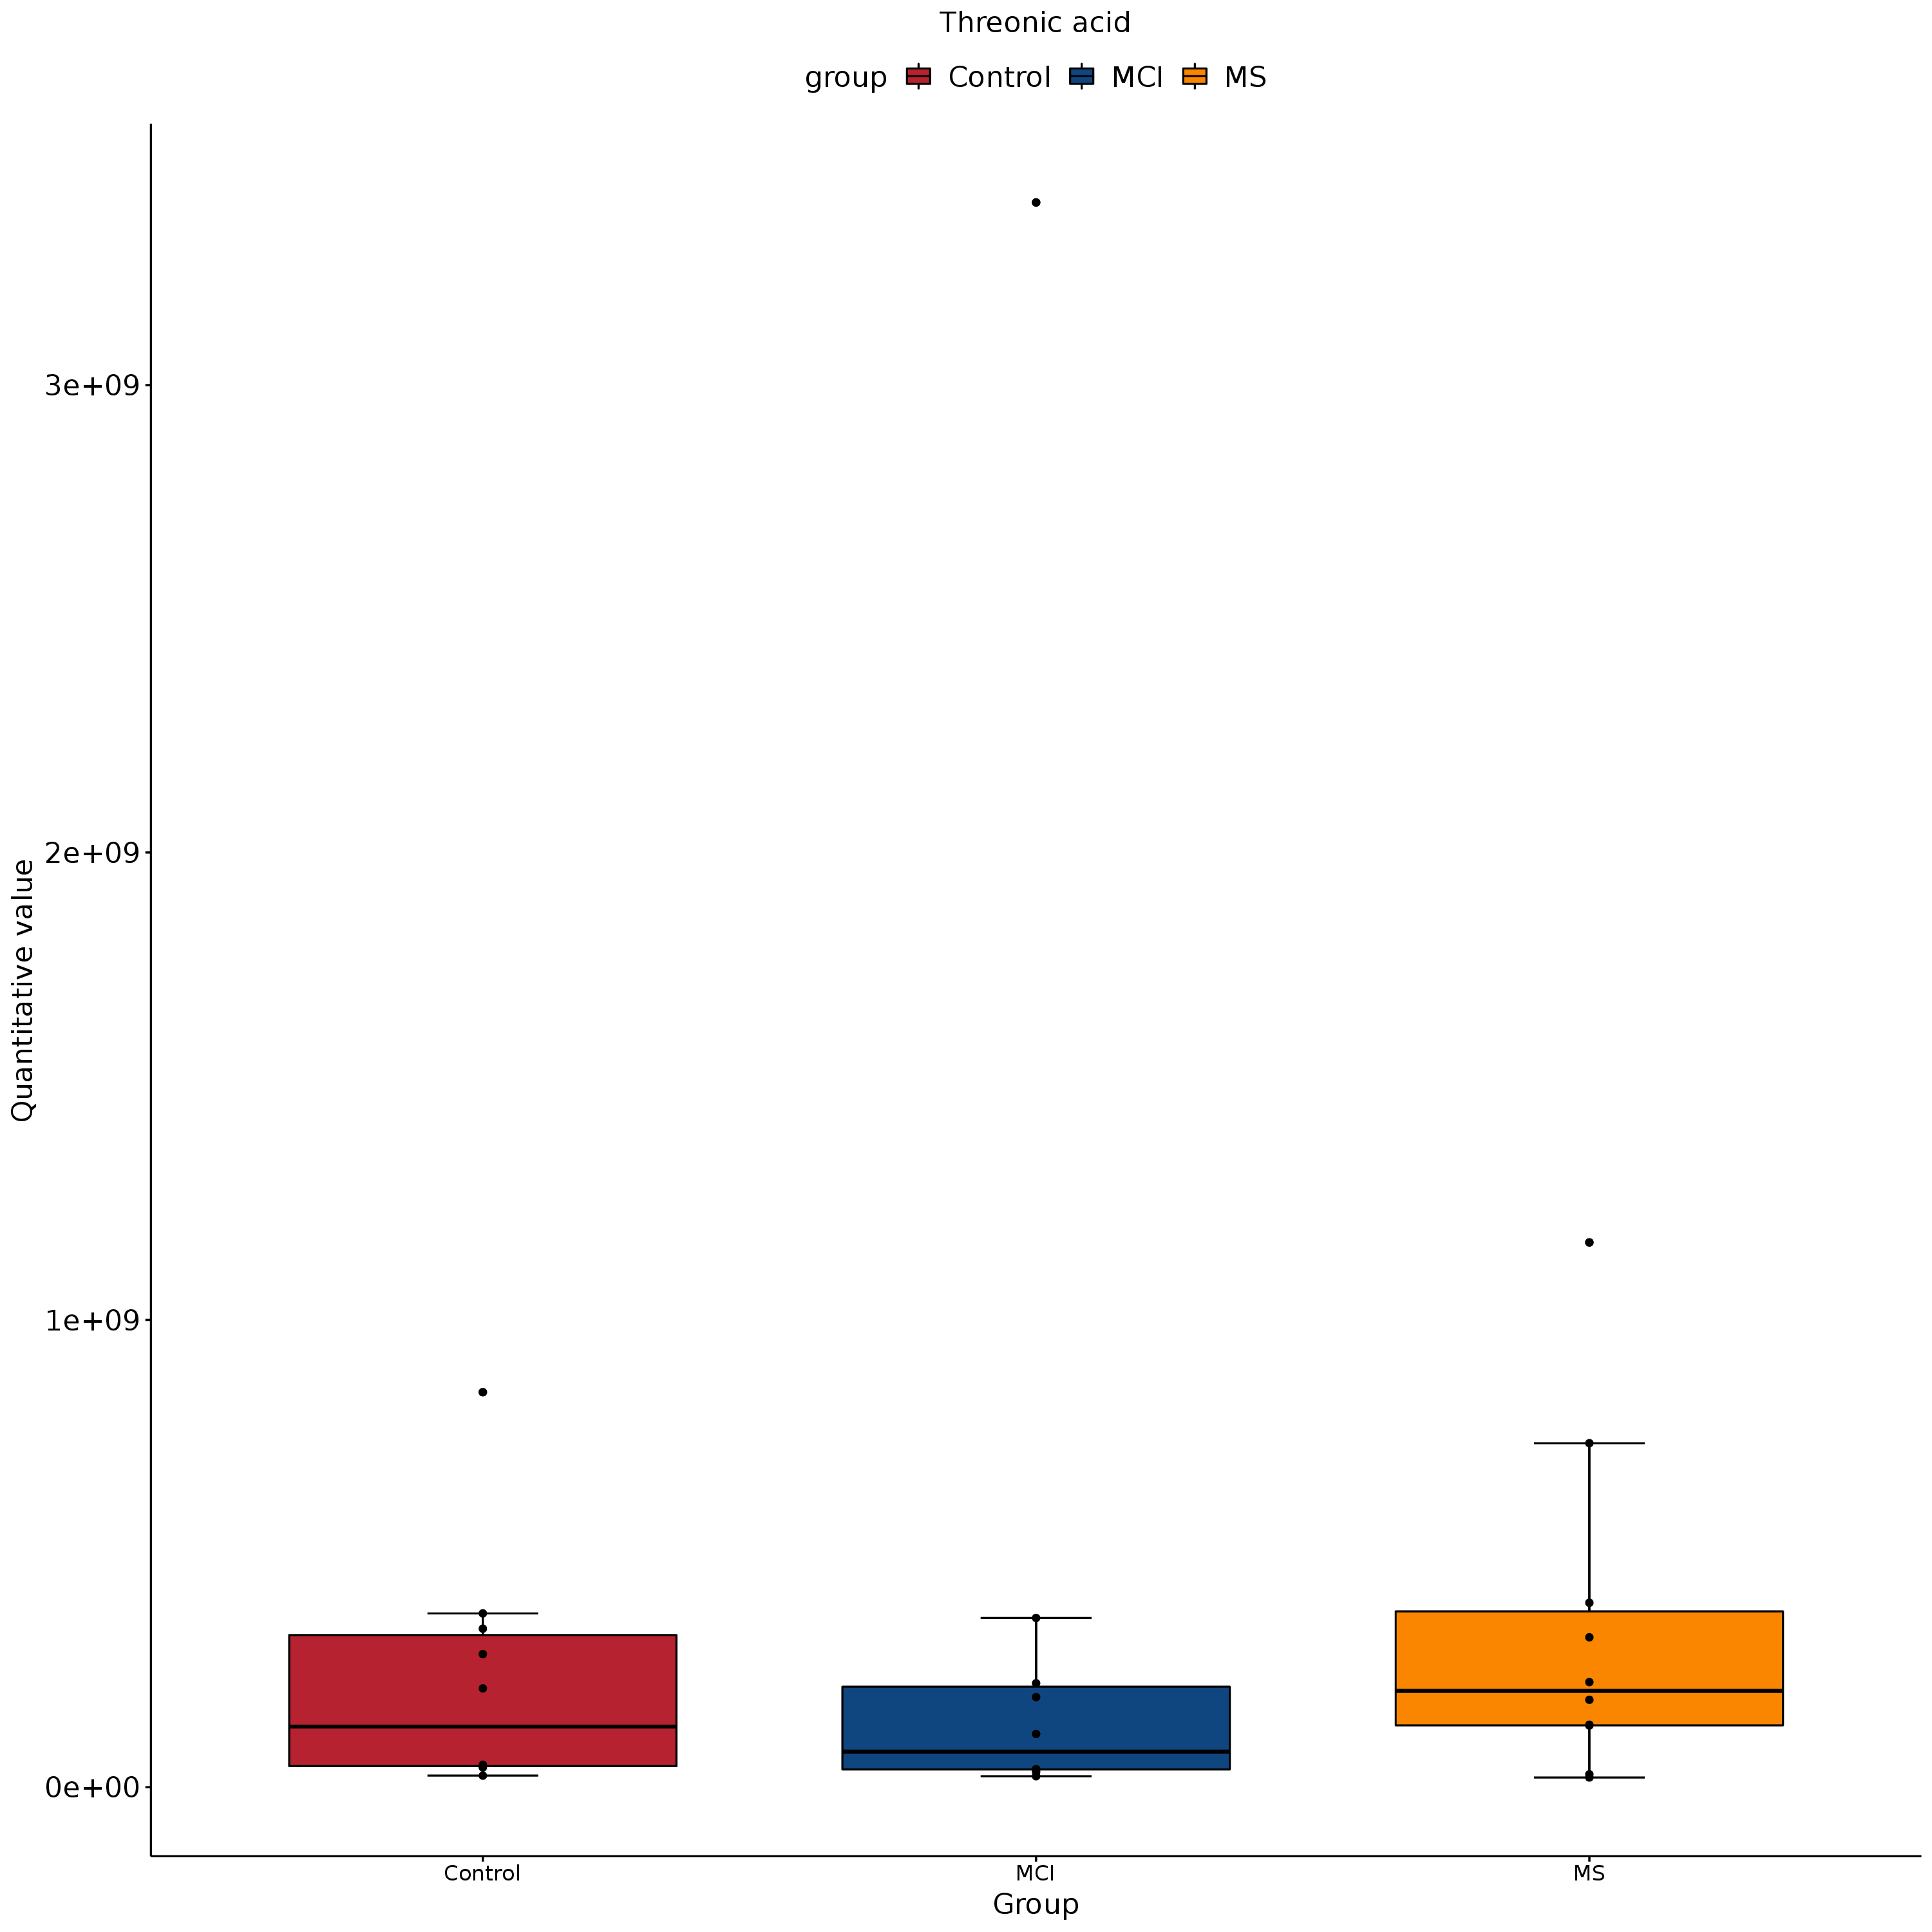 Threonic acid
group Control MCI MS
Quantitative value
3e+09
2e+09
1e+09
0e+00
Control MCI MS
Group